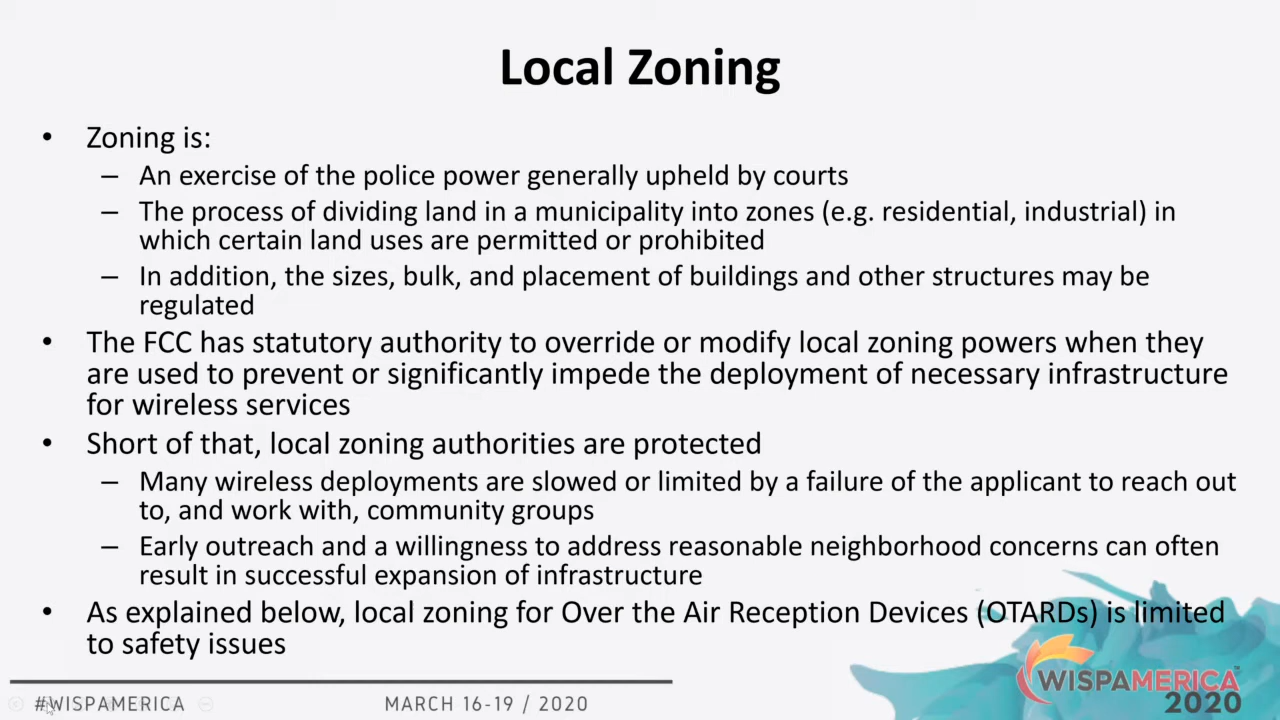 Local Zoning
• Zoning is:
– An exercise of the police power generally upheld by courts
– The process of dividing land in a municipality into zones (e.g. residential, industrial) in
which certain land uses are permitted or prohibited
– In addition, the sizes, bulk, and placement of buildings and other structures may be
regulated
• The FCC has statutory authority to override or modify local zoning powers when they
are used to prevent or significantly impede the deployment of necessary infrastructure
for wireless services
• Short of that, local zoning authorities are protected
– Many wireless deployments are slowed or limited by a failure of the applicant to reach out
to, and work with, community groups
– Early outreach and a willingness to address reasonable neighborhood concerns can often
result in successful expansion of infrastructure
• As explained below, local zoning for Over the Air Reception Devices (OTARDs) is limited
to safety issues
#WISPAMERICA MARCH 16-19 / 2020
WISPAMERICA™
2020